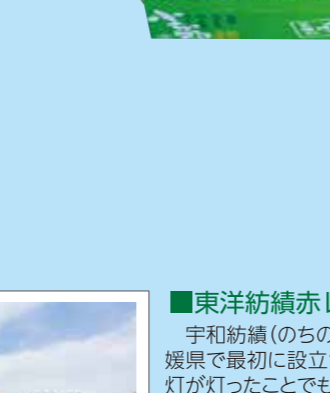 ■東洋紡績赤
宇和紡績(のちの
媛県で最初に設立
灯が灯ったことでも